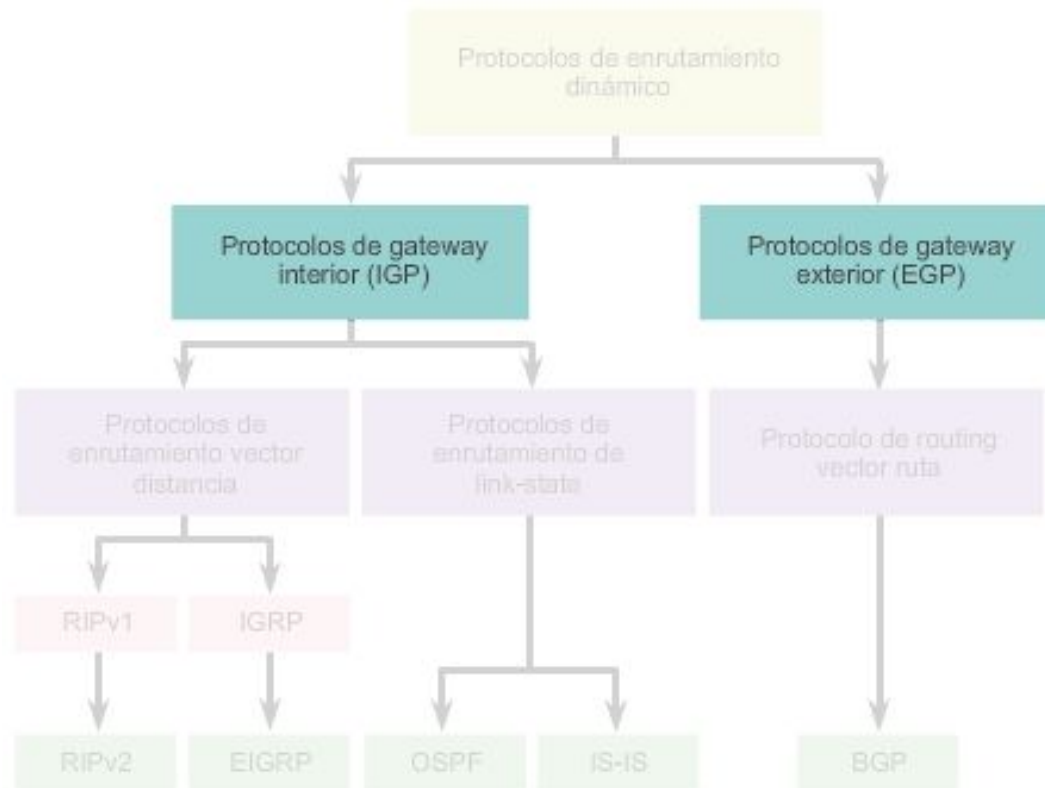 Protocolos de enrutamiento
dinámico
Protocolos de gateway
interior (IGP)
Protocolos de gateway
exterior (EGP)
Protocolos de
enrutamiento vector
distancia
Protocolos de
enrutamiento de
link-state
Protocolo de routing
vector ruta
RIPv1
IGRP
RIPv2
EIGRP
OSPF
IS-IS
BGP